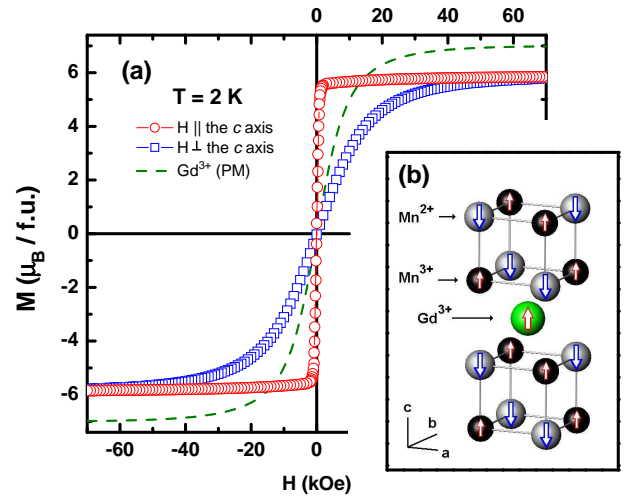 0 20 40 60
(a)
T = 2 K
H || the c axis
H ⊥ the c axis
Gd³⁺ (PM)
6
4
2
0
-2
-4
-6
M (μB / f.u.)
-60 -40 -20 0
H (kOe)
(b)
Mn²⁺
Mn³⁺
Gd³⁺
c
b
a